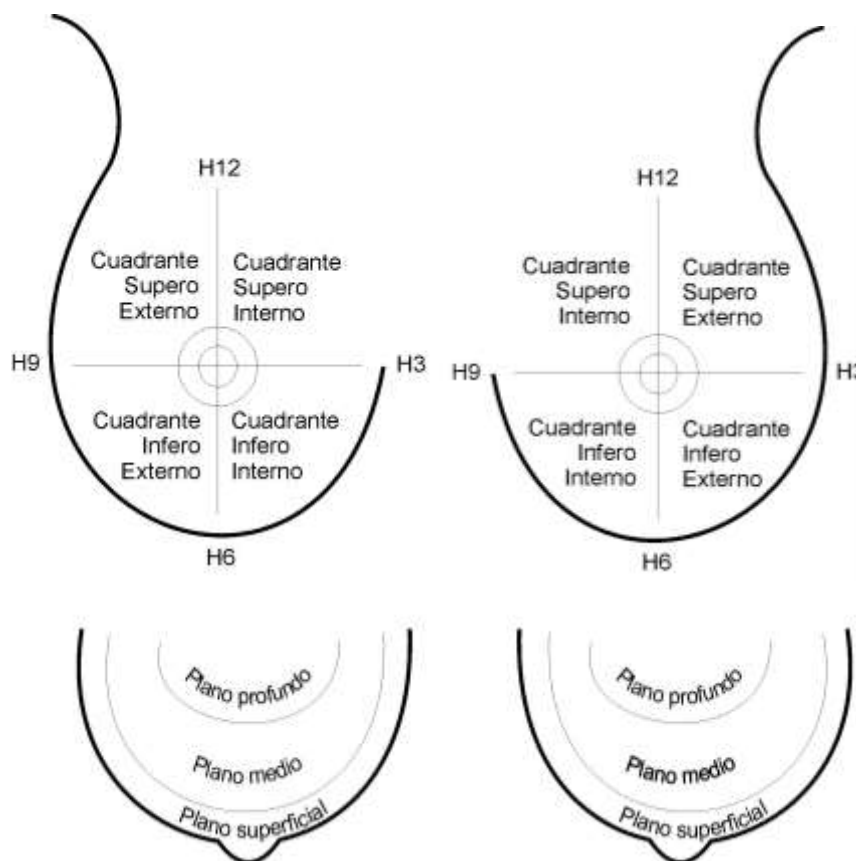 H12
Cuadrante
Supero
Externo
Cuadrante
Supero
Interno
H9
H3
Cuadrante
Infero
Externo
Cuadrante
Infero
Interno
H6
H12
Cuadrante
Supero
Interno
Cuadrante
Supero
Externo
H9
H3
Cuadrante
Infero
Interno
Cuadrante
Infero
Externo
H6
Plano profundo
Plano medio
Plano superficial
Plano profundo
Plano medio
Plano superficial